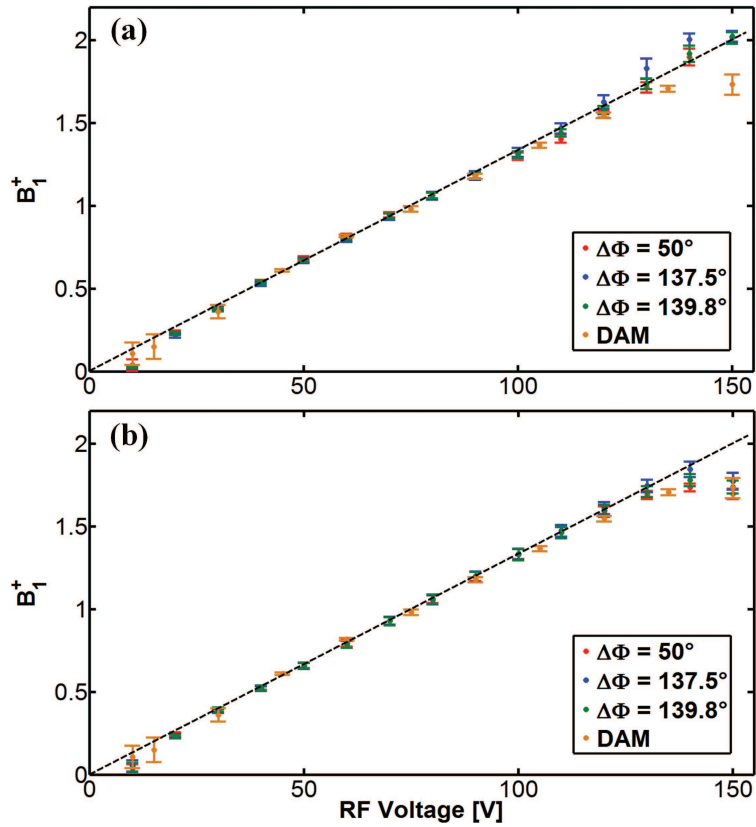 (a)
2
1.5
1
0.5
0
B₁⁺
0 50 100 150
ΔΦ = 50°
ΔΦ = 137.5°
ΔΦ = 139.8°
DAM
(b)
2
1.5
1
0.5
0
B₁⁺
0 50 100 150
RF Voltage [V]
ΔΦ = 50°
ΔΦ = 137.5°
ΔΦ = 139.8°
DAM